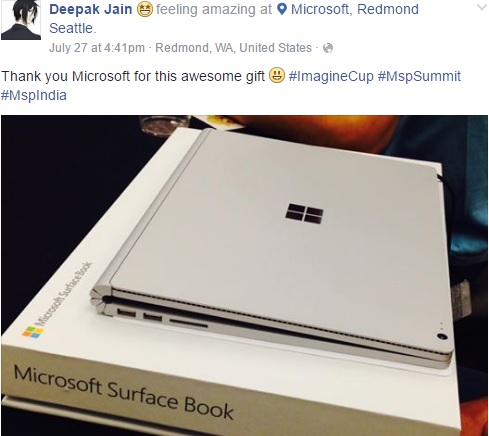 Deepak Jain 😄 feeling amazing at Microsoft, Redmond
Seattle.
July 27 at 4:41pm · Redmond, WA, United States ·
Thank you Microsoft for this awesome gift 😃 #ImagineCup #MspSummit
#MspIndia
Microsoft Surface Book
Microsoft Surface Book